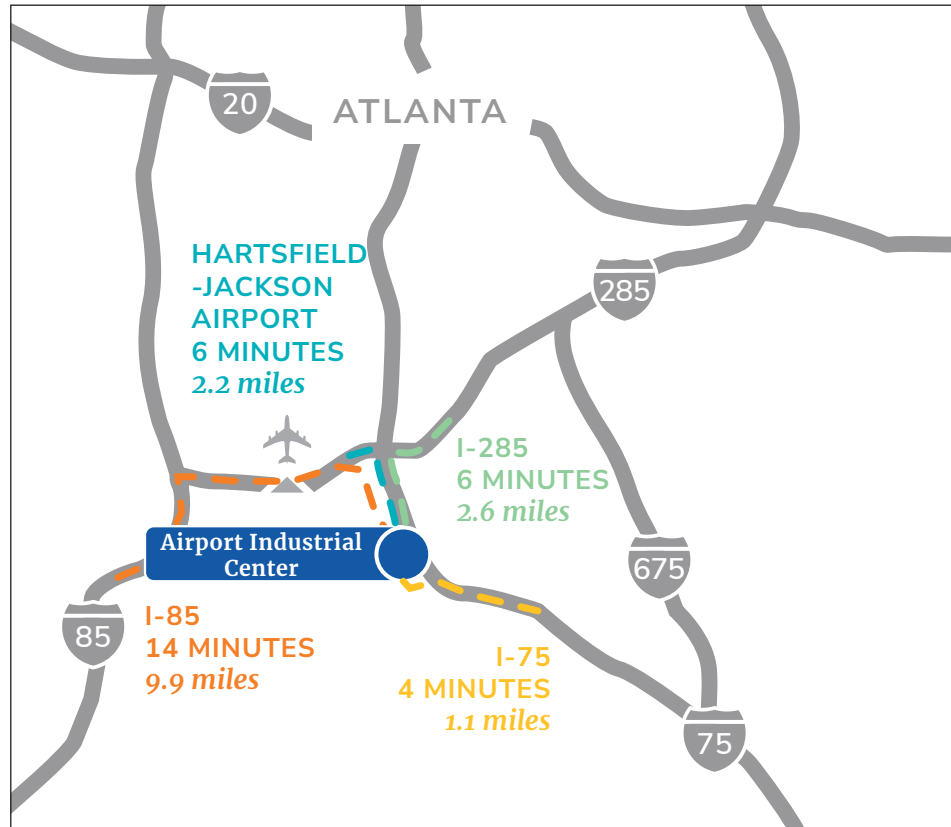 20
ATLANTA
HARTSFIELD
-JACKSON
AIRPORT
6 MINUTES
2.2 miles
285
I-285
6 MINUTES
2.6 miles
Airport Industrial
Center
675
85
I-85
14 MINUTES
9.9 miles
I-75
4 MINUTES
1.1 miles
75